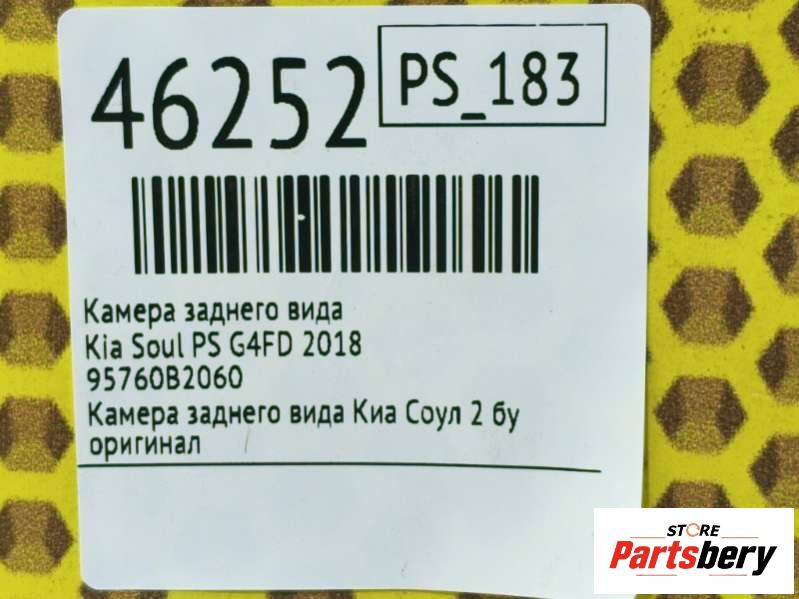 46252
PS_183
Камера заднего вида
Kia Soul PS G4FD 2018
95760B2060
Камера заднего вида Киа Соул 2 бу
оригинал
STORE
Partsbery